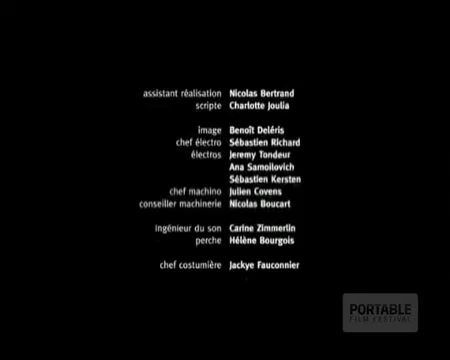 assistant réalisation Nicolas Bertrand
scripte Charlotte Joulia
image Benoît Deléris
chef électro Sébastien Richard
électros Jeremy Tondeur
Ana Samoilovich
Sébastien Kersten
chef machino Julien Covens
conseiller machinerie Nicolas Boucart
ingénieur du son Carine Zimmerlin
perche Hélène Bourgois
chef costumière Jackye Fauconnier
PORTABLE
FILM FESTIVAL